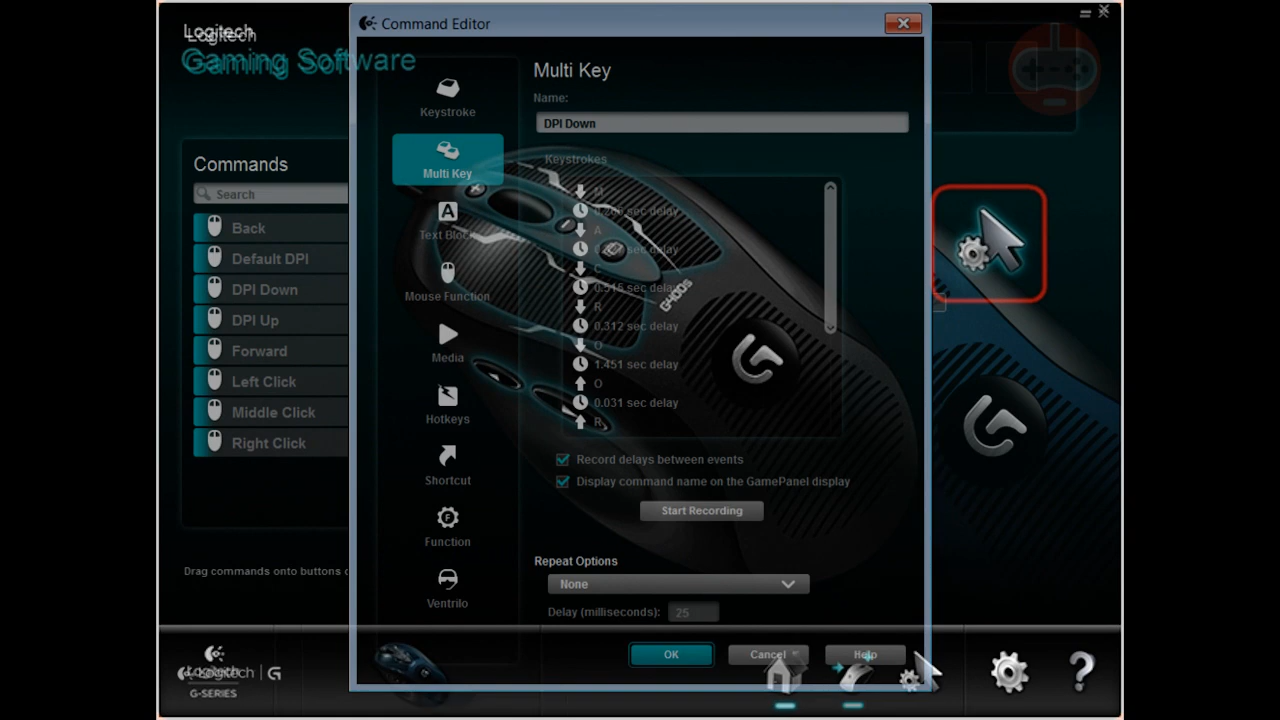 Command Editor
Logitech
Gaming Software
Multi Key
Name:
DPI Down
Keystroke
Multi Key
Text Block
Mouse Function
Media
Hotkeys
Shortcut
Function
Ventrilo
Commands
Search
Back
Default DPI
DPI Down
DPI Up
Forward
Left Click
Middle Click
Right Click
Drag commands onto buttons
Keystrokes
M
sec delay
A
sec delay
C
0.515 sec delay
R
0.312 sec delay
O
1.451 sec delay
O
0.031 sec delay
R
G400s
Record delays between events
Display command name on the GamePanel display
Start Recording
Repeat Options
None
Delay (milliseconds): 25
OK
Cancel
Help
Logitech
G-SERIES
?